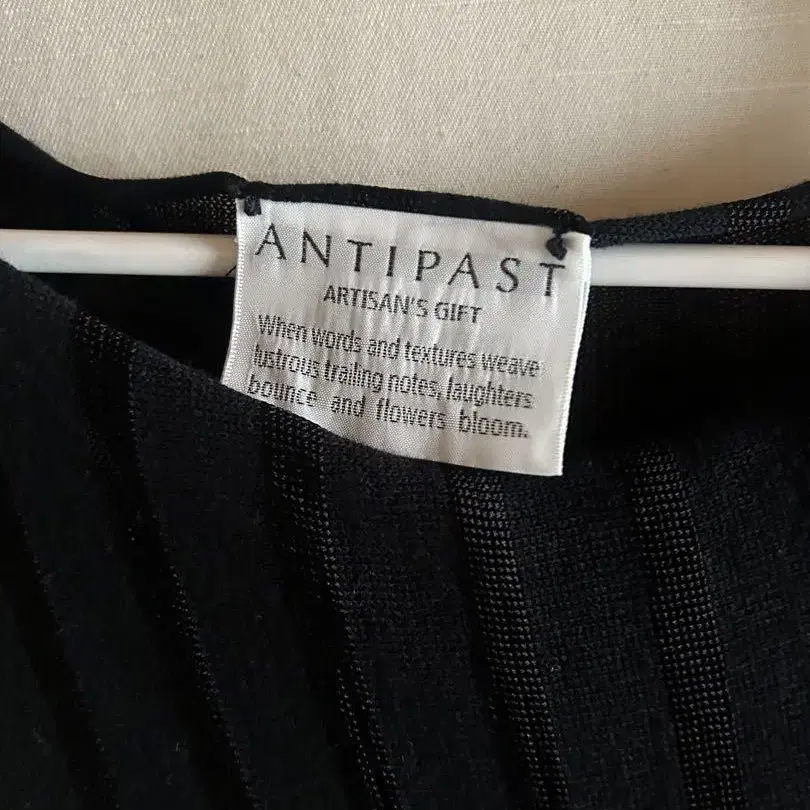 ANTIPAST
ARTISAN'S GIFT
When words and textures weave
lustrous trailing notes, laughters
bounce and flowers bloom.